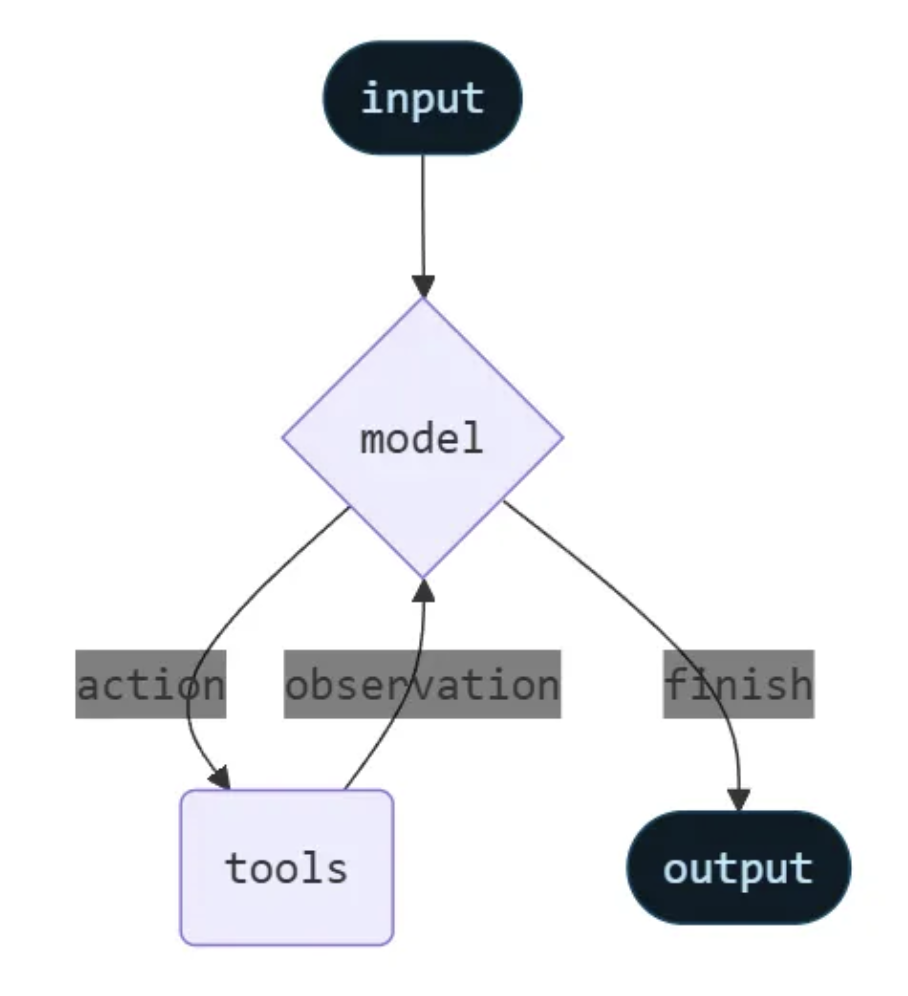 input
model
action
observation
finish
tools
output